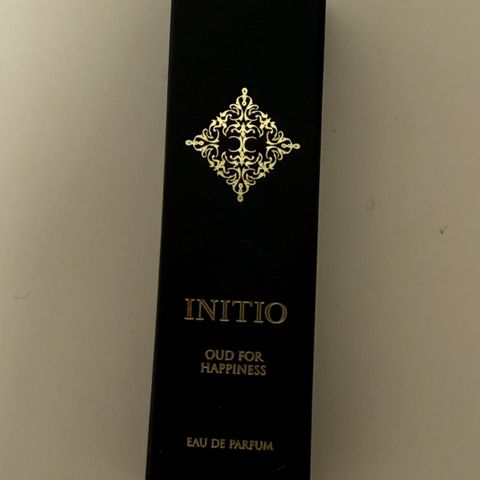 INITIO
OUD FOR
HAPPINESS
EAU DE PARFUM